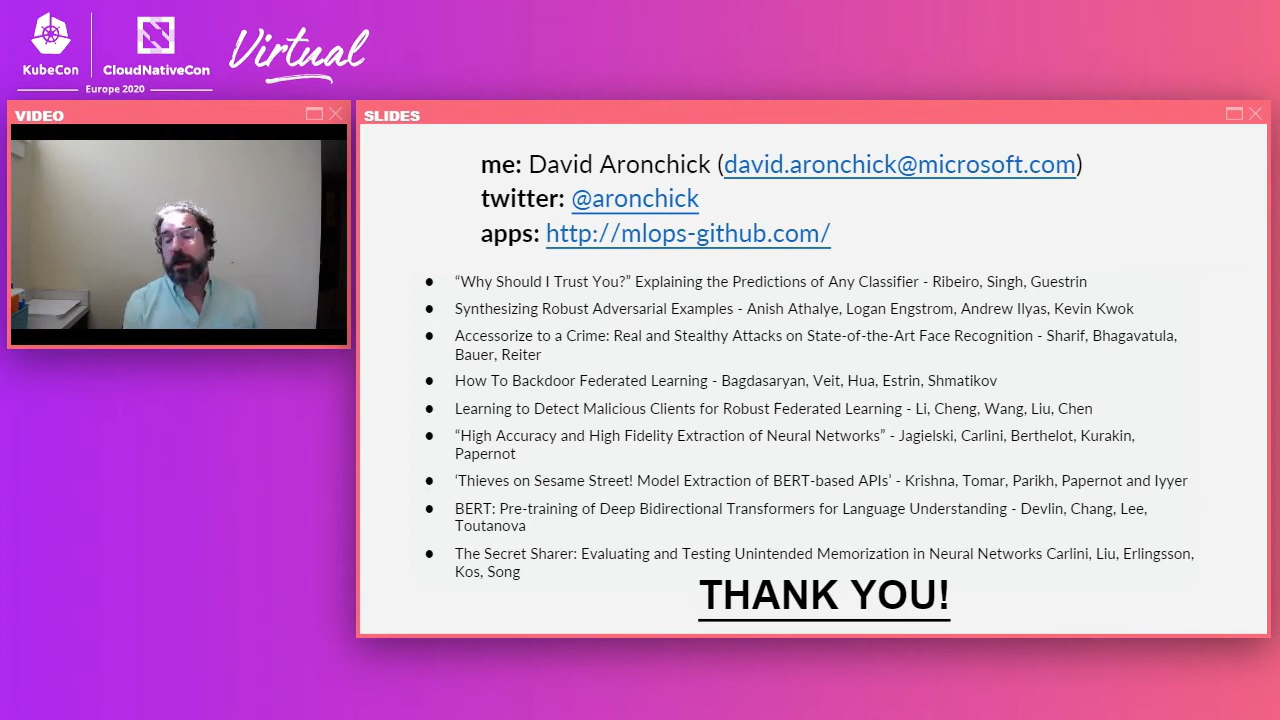 KubeCon
CloudNativeCon
Europe 2020
Virtual
VIDEO
SLIDES
me: David Aronchick (david.aronchick@microsoft.com)
twitter: @aronchick
apps: http://mlops-github.com/
● “Why Should I Trust You?” Explaining the Predictions of Any Classifier - Ribeiro, Singh, Guestrin
● Synthesizing Robust Adversarial Examples - Anish Athalye, Logan Engstrom, Andrew Ilyas, Kevin Kwok
● Accessorize to a Crime: Real and Stealthy Attacks on State-of-the-Art Face Recognition - Sharif, Bhagavatula,
Bauer, Reiter
● How To Backdoor Federated Learning - Bagdasaryan, Veit, Hua, Estrin, Shmatikov
● Learning to Detect Malicious Clients for Robust Federated Learning - Li, Cheng, Wang, Liu, Chen
● “High Accuracy and High Fidelity Extraction of Neural Networks” - Jagielski, Carlini, Berthelot, Kurakin,
Papernot
● ‘Thieves on Sesame Street! Model Extraction of BERT-based APIs’ - Krishna, Tomar, Parikh, Papernot and Iyyer
● BERT: Pre-training of Deep Bidirectional Transformers for Language Understanding - Devlin, Chang, Lee,
Toutanova
● The Secret Sharer: Evaluating and Testing Unintended Memorization in Neural Networks Carlini, Liu, Erlingsson,
Kos, Song
THANK YOU!